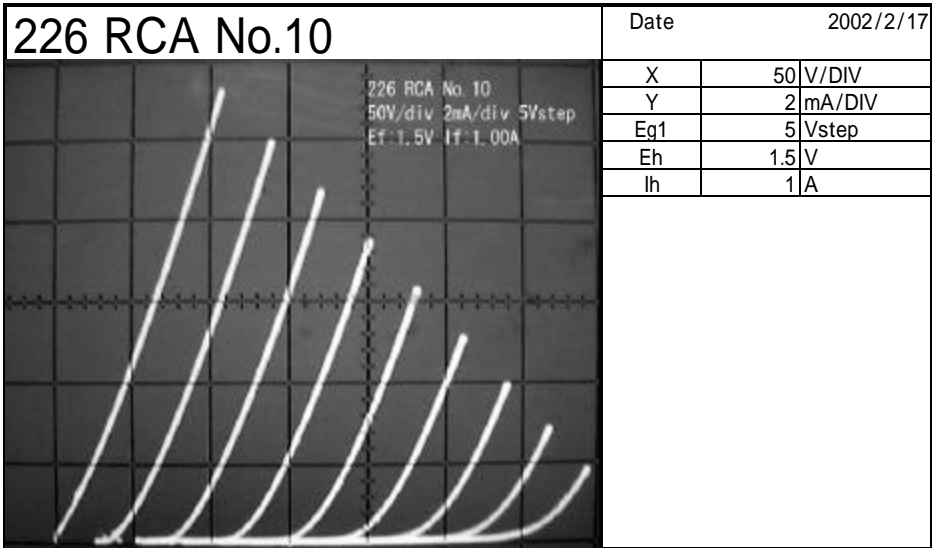 226 RCA No.10
Date 2002/2/17
226 RCA No. 10
50V/div 2mA/div 5Vstep
Ef:1.5V If:1.00A
X 50 V/DIV
Y 2 mA/DIV
Eg1 5 Vstep
Eh 1.5 V
Ih 1 A